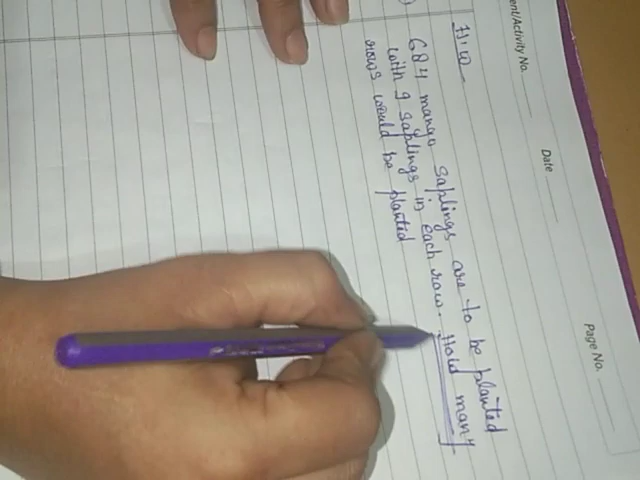 ent/Activity No.
Date
Page No.
H.W
684 mango saplings are to be planted
with 9 saplings in each row. How many
rows would be planted